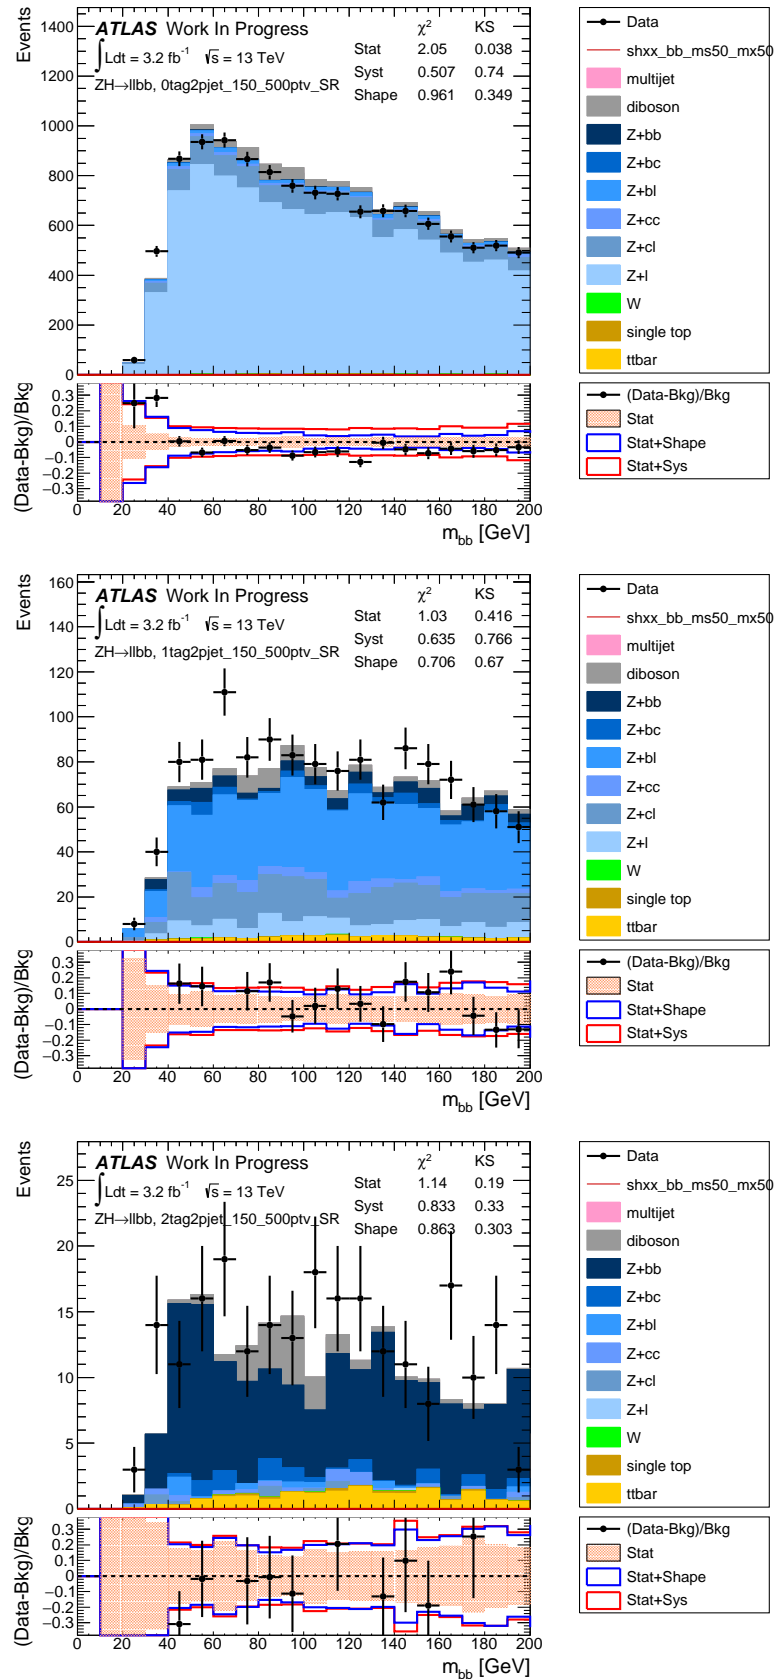 Events
1400
1200
1000
800
600
400
200
0
ATLAS Work In Progress
∫Ldt = 3.2 fb⁻¹ √s = 13 TeV
ZH→llbb, 0tag2pjet_150_500ptv_SR
χ² KS
Stat 2.05 0.038
Syst 0.507 0.74
Shape 0.961 0.349
Data
shxx_bb_ms50_mx50
multijet
diboson
Z+bb
Z+bc
Z+bl
Z+cc
Z+cl
Z+l
W
single top
ttbar
(Data-Bkg)/Bkg
0.3
0.2
0.1
0
−0.1
−0.2
−0.3
0 20 40 60 80 100 120 140 160 180 200
m_bb [GeV]
(Data-Bkg)/Bkg
Stat
Stat+Shape
Stat+Sys
Events
160
140
120
100
80
60
40
20
0
ATLAS Work In Progress
∫Ldt = 3.2 fb⁻¹ √s = 13 TeV
ZH→llbb, 1tag2pjet_150_500ptv_SR
χ² KS
Stat 1.03 0.416
Syst 0.635 0.766
Shape 0.706 0.67
Data
shxx_bb_ms50_mx50
multijet
diboson
Z+bb
Z+bc
Z+bl
Z+cc
Z+cl
Z+l
W
single top
ttbar
(Data-Bkg)/Bkg
0.3
0.2
0.1
0
−0.1
−0.2
−0.3
0 20 40 60 80 100 120 140 160 180 200
m_bb [GeV]
(Data-Bkg)/Bkg
Stat
Stat+Shape
Stat+Sys
Events
25
20
15
10
5
0
ATLAS Work In Progress
∫Ldt = 3.2 fb⁻¹ √s = 13 TeV
ZH→llbb, 2tag2pjet_150_500ptv_SR
χ² KS
Stat 1.14 0.19
Syst 0.833 0.33
Shape 0.863 0.303
Data
shxx_bb_ms50_mx50
multijet
diboson
Z+bb
Z+bc
Z+bl
Z+cc
Z+cl
Z+l
W
single top
ttbar
(Data-Bkg)/Bkg
0.3
0.2
0.1
0
−0.1
−0.2
−0.3
0 20 40 60 80 100 120 140 160 180 200
m_bb [GeV]
(Data-Bkg)/Bkg
Stat
Stat+Shape
Stat+Sys